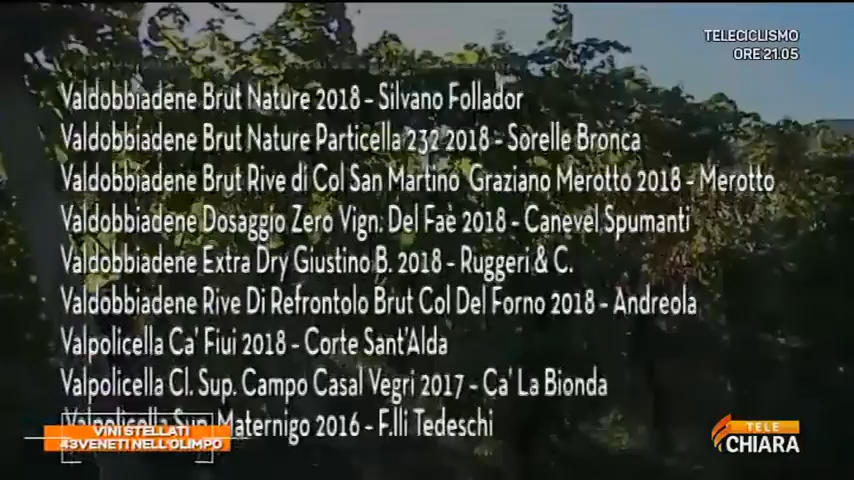 TELECICLISMO
ORE 21.05
Valdobbiadene Brut Nature 2018 - Silvano Follador
Valdobbiadene Brut Nature Particella 232 2018 - Sorelle Bronca
Valdobbiadene Brut Rive di Col San Martino Graziano Merotto 2018 - Merotto
Valdobbiadene Dosaggio Zero Vign. Del Faè 2018 - Canevel Spumanti
Valdobbiadene Extra Dry Giustino B. 2018 - Ruggeri & C.
Valdobbiadene Rive Di Refrontolo Brut Col Del Forno 2018 - Andreola
Valpolicella Ca' Fiui 2018 - Corte Sant'Alda
Valpolicella Cl. Sup. Campo Casal Vegri 2017 - Ca' La Bionda
Valpolicella Sup. Maternigo 2016 - F.lli Tedeschi
VINI STELLATI
43VENETI NELL'OLIMPO
TELE
CHIARA